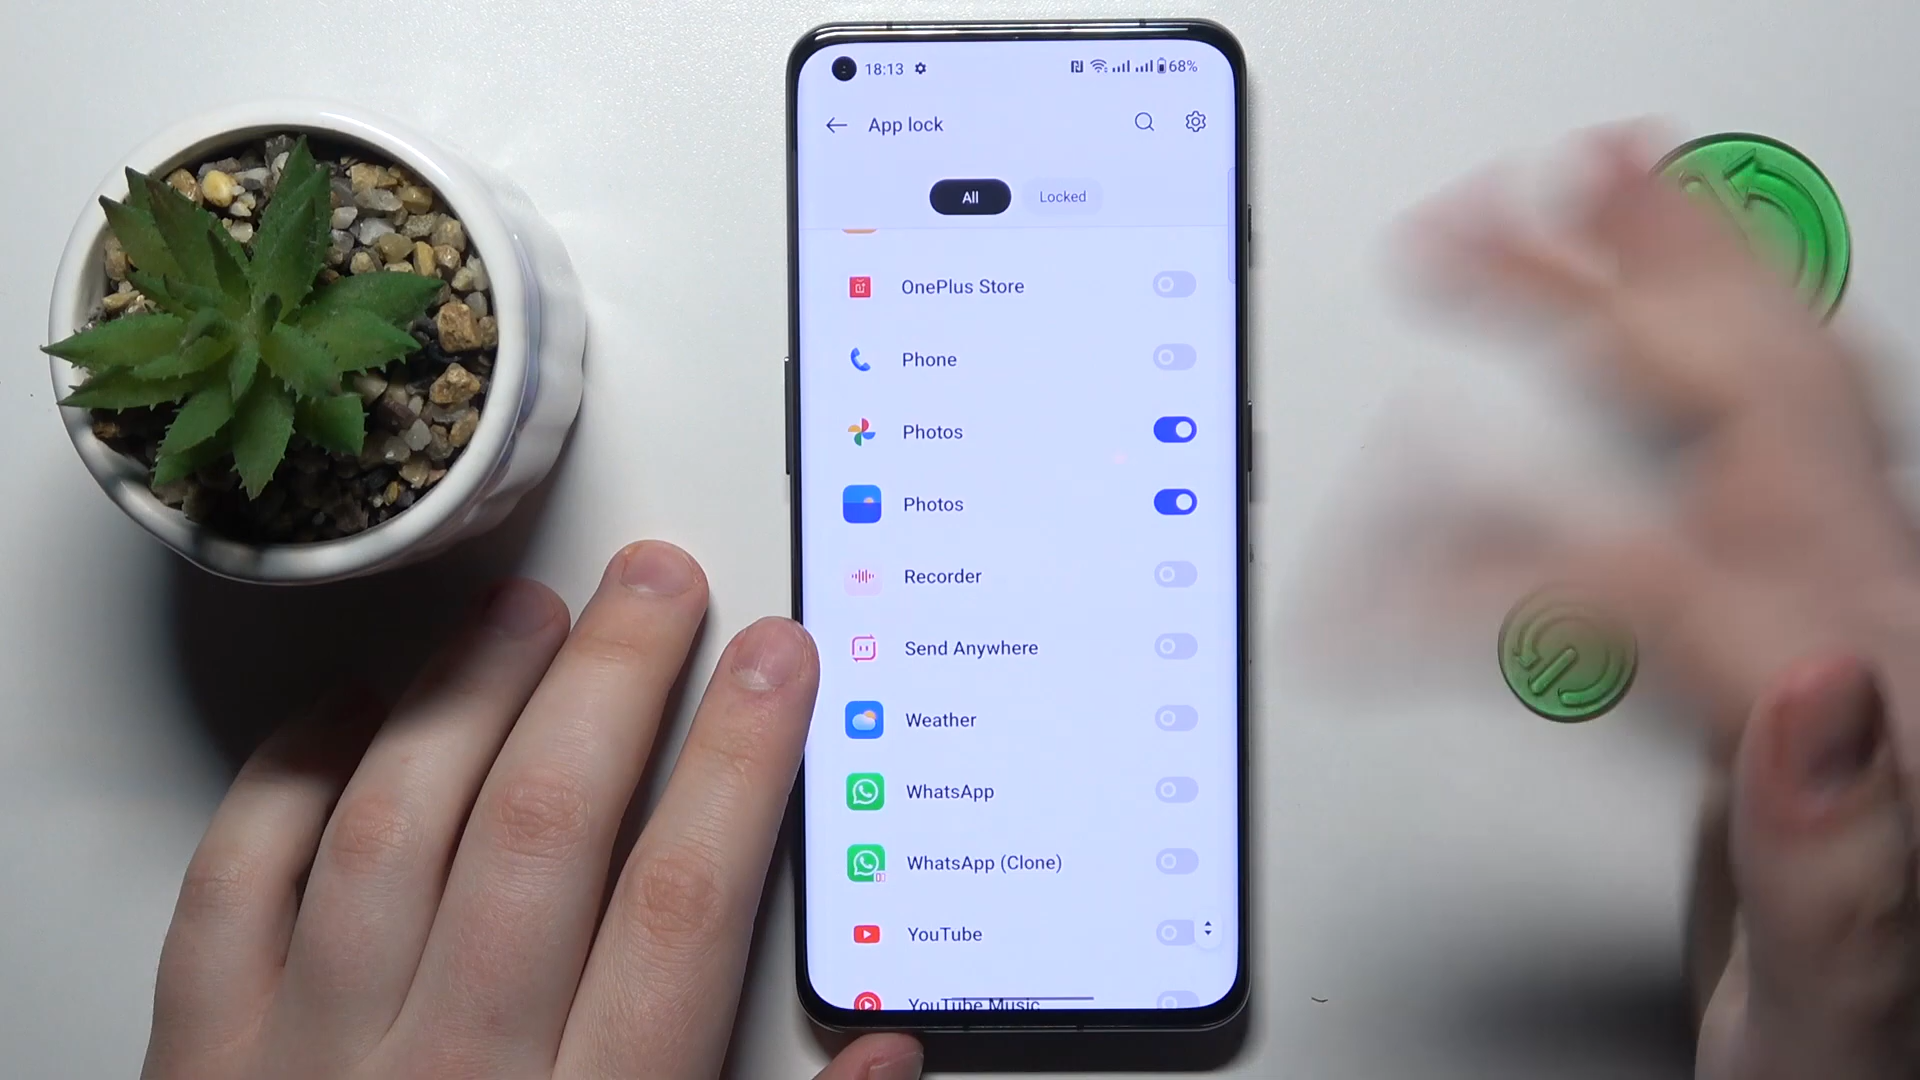 18:13
68%
App lock
All
Locked
OnePlus Store
Phone
Photos
Photos
Recorder
Send Anywhere
Weather
WhatsApp
WhatsApp (Clone)
YouTube
YouTube Music